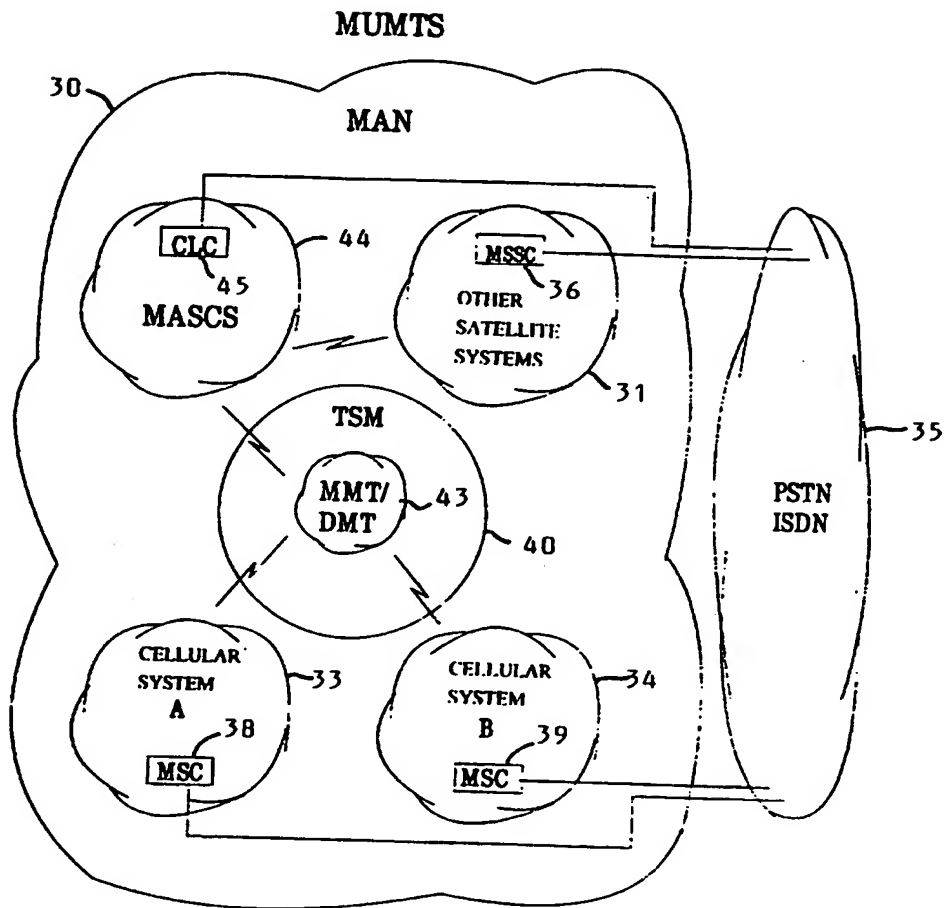 MUMTS
30
MAN
CLC
45
44
MASCS
MSSC
36
OTHER
SATELLITE
SYSTEMS
31
TSM
MMT/
DMT
43
40
35
PSTN
ISDN
CELLULAR
SYSTEM
A
33
38
MSC
CELLULAR
SYSTEM
B
34
39
MSC